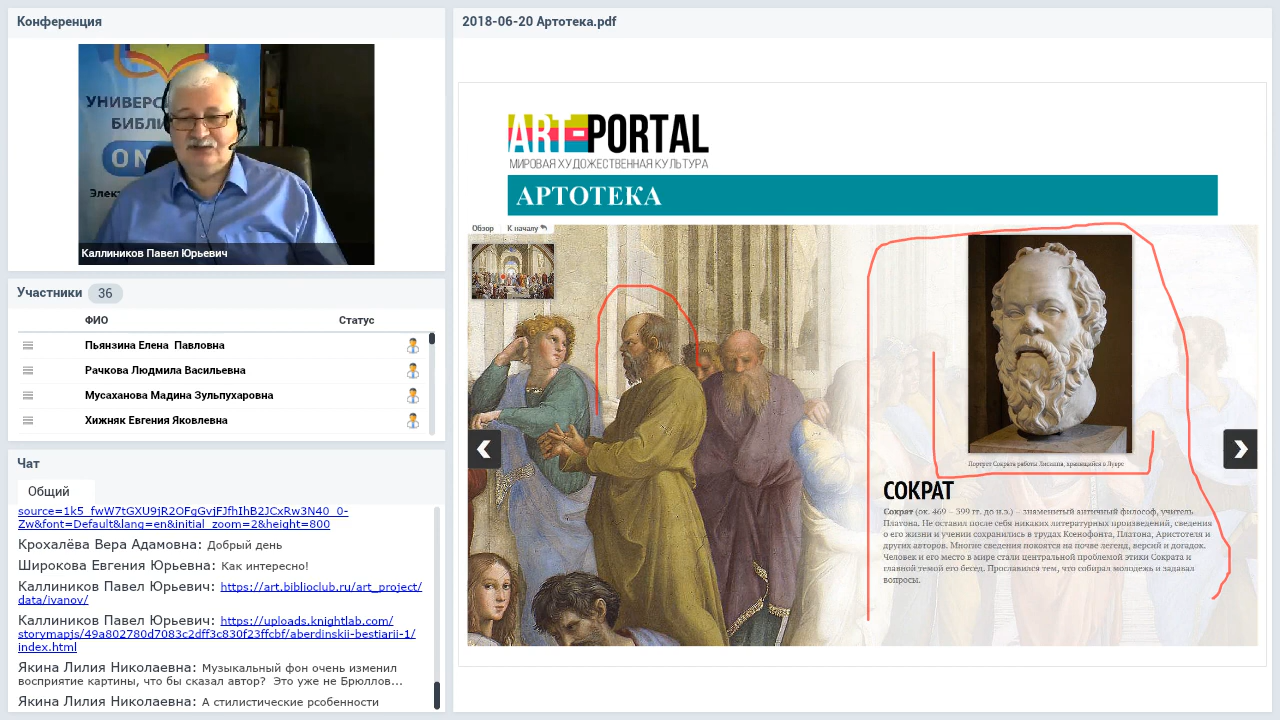 Конференция
УНИВЕРС
БИБЛИ
ON
Элек
Каллиников Павел Юрьевич
Участники 36
ФИО Статус
Пьянзина Елена Павловна
Рачкова Людмила Васильевна
Мусаханова Мадина Зульпухаровна
Хижняк Евгения Яковлевна
Чат
Общий
source=1k5_fwW7tGXU9jR2OFqGvjFJfhIhB2JCxRw3N40_0-
Zw&font=Default&lang=en&initial_zoom=2&height=800
Крохалёва Вера Адамовна: Добрый день
Широкова Евгения Юрьевна: Как интересно!
Каллиников Павел Юрьевич: https://art.biblioclub.ru/art_project/
data/ivanov/
Каллиников Павел Юрьевич: https://uploads.knightlab.com/
storymapjs/49a802780d7083c2dff3c830f23ffcbf/aberdinskii-bestiarii-1/
index.html
Якина Лилия Николаевна: Музыкальный фон очень изменил
восприятие картины, что бы сказал автор? Это уже не Брюллов...
Якина Лилия Николаевна: А стилистические рсобенности
2018-06-20 Артотека.pdf
ART-PORTAL
МИРОВАЯ ХУДОЖЕСТВЕННАЯ КУЛЬТУРА
АРТОТЕКА
Обзор К началу
Портрет Сократа работы Лисиппа, хранящийся в Лувре
СОКРАТ
Сократ (ок. 469 – 399 гг. до н.э.) – знаменитый античный философ, учитель
Платона. Не оставил после себя никаких литературных произведений, сведения
о его жизни и учении сохранились в трудах Ксенофонта, Платона, Аристотеля и
других авторов. Многие сведения покоятся на почве легенд, версий и догадок.
Человек и его место в мире стали центральной проблемой этики Сократа и
главной темой его бесед. Прославился тем, что собирал молодежь и задавал
вопросы.